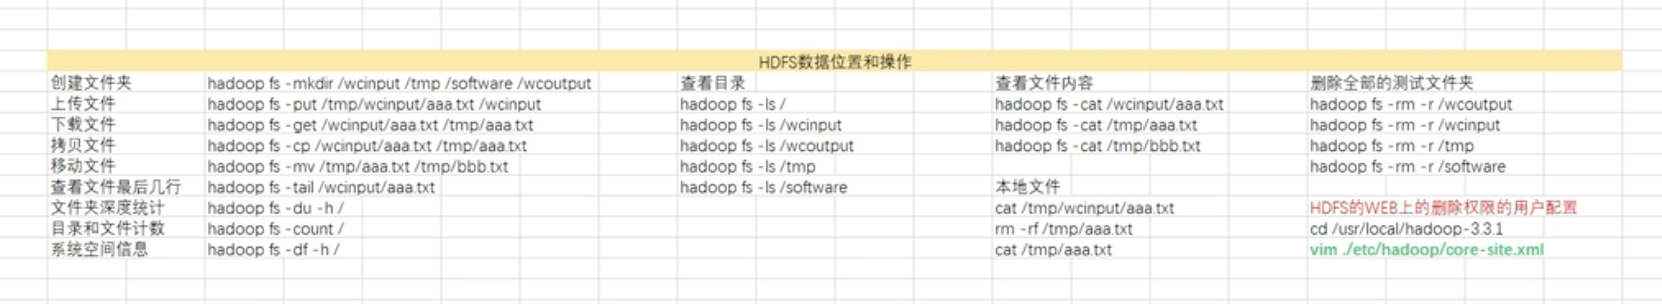 HDFS数据位置和操作
创建文件夹 hadoop fs -mkdir /wcinput /tmp /software /wcoutput 查看目录 查看文件内容 删除全部的测试文件夹
上传文件 hadoop fs -put /tmp/wcinput/aaa.txt /wcinput hadoop fs -ls / hadoop fs -cat /wcinput/aaa.txt hadoop fs -rm -r /wcoutput
下载文件 hadoop fs -get /wcinput/aaa.txt /tmp/aaa.txt hadoop fs -ls /wcinput hadoop fs -cat /tmp/aaa.txt hadoop fs -rm -r /wcinput
拷贝文件 hadoop fs -cp /wcinput/aaa.txt /tmp/aaa.txt hadoop fs -ls /wcoutput hadoop fs -cat /tmp/bbb.txt hadoop fs -rm -r /tmp
移动文件 hadoop fs -mv /tmp/aaa.txt /tmp/bbb.txt hadoop fs -ls /tmp hadoop fs -rm -r /software
查看文件最后几行 hadoop fs -tail /wcinput/aaa.txt hadoop fs -ls /software 本地文件
文件夹深度统计 hadoop fs -du -h / cat /tmp/wcinput/aaa.txt HDFS的WEB上的删除权限的用户配置
目录和文件计数 hadoop fs -count / rm -rf /tmp/aaa.txt cd /usr/local/hadoop-3.3.1
系统空间信息 hadoop fs -df -h / cat /tmp/aaa.txt vim ./etc/hadoop/core-site.xml